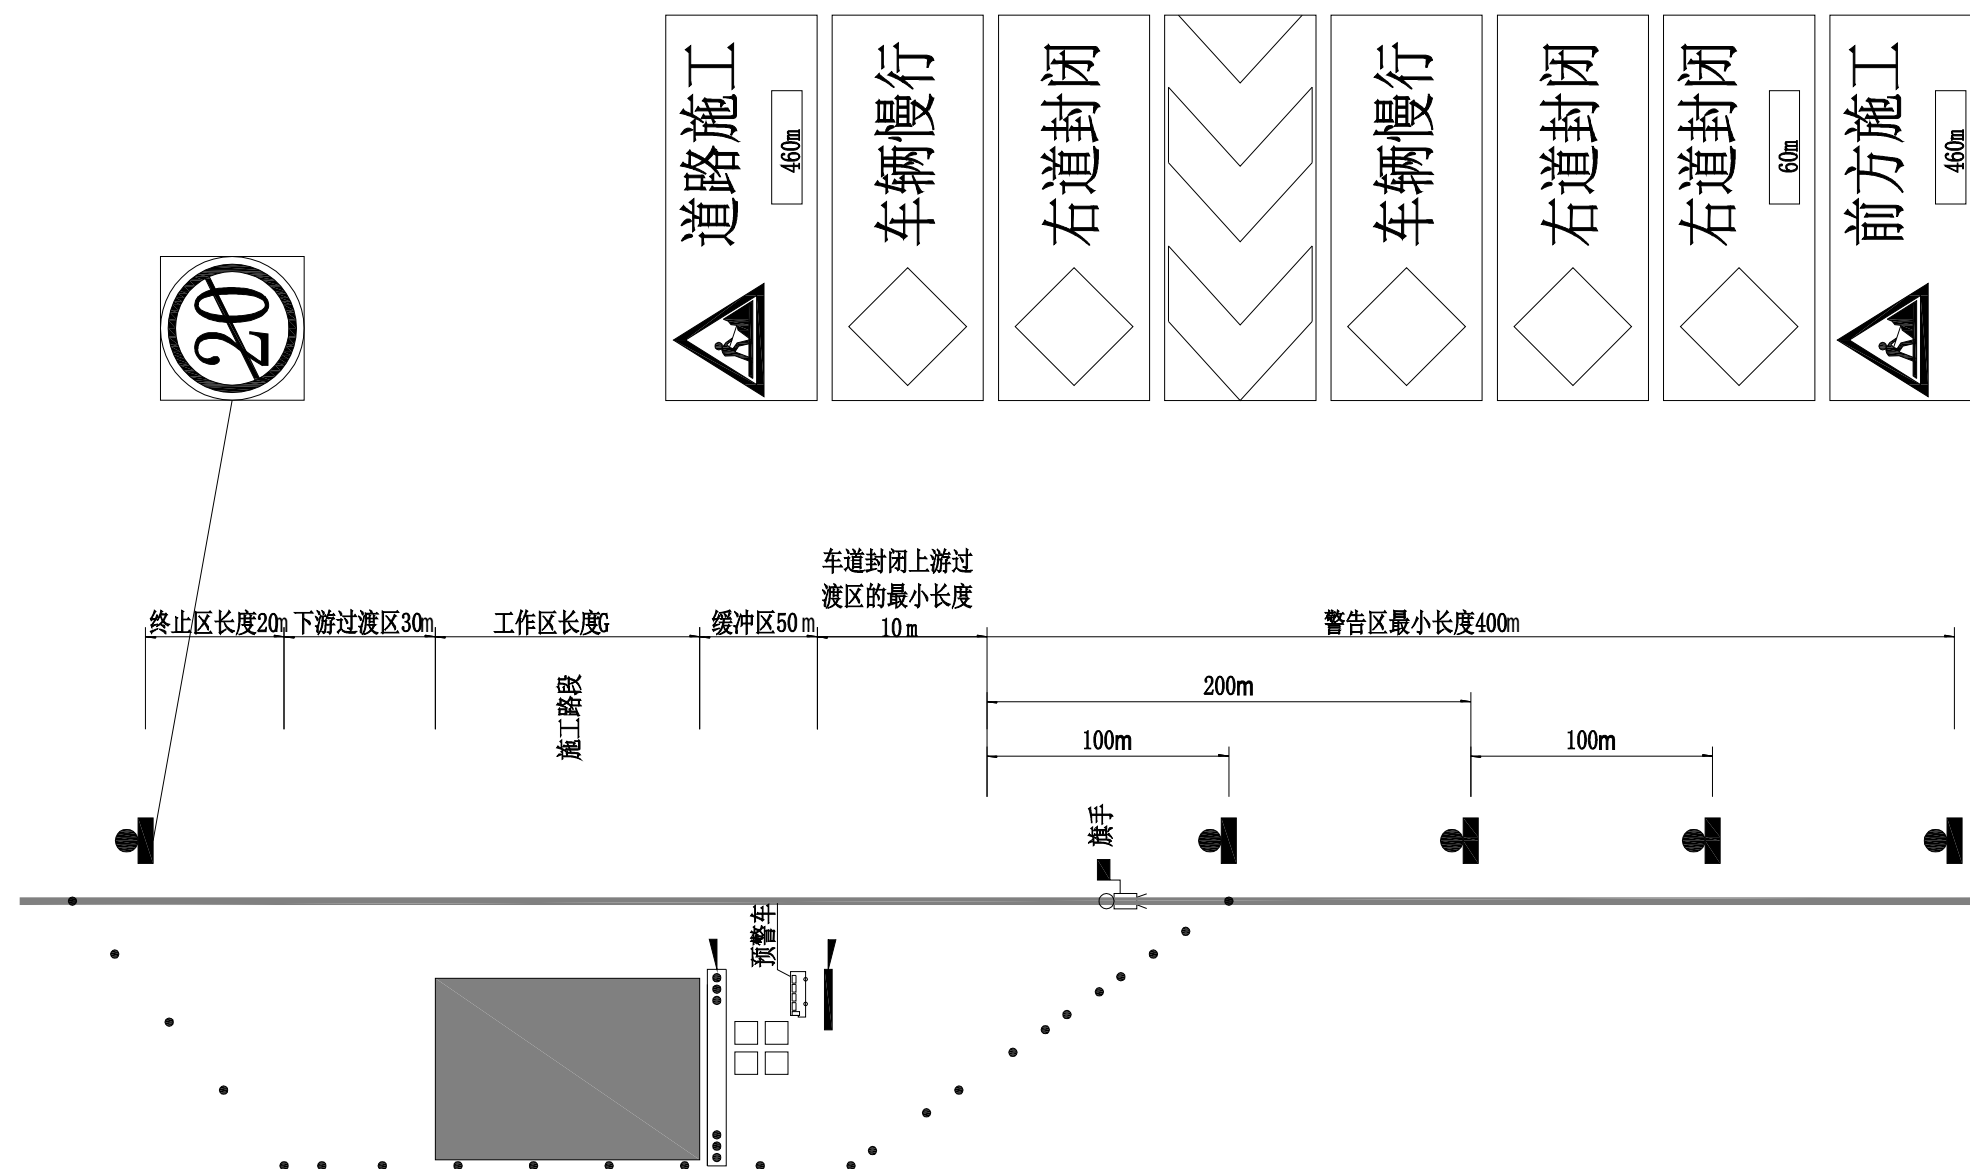 道路施工
460m
车辆慢行
右道封闭
车辆慢行
右道封闭
右道封闭
60m
前方施工
460m
20
车道封闭上游过
渡区的最小长度
10m
终止区长度20m
下游过渡区30m
工作区长度G
缓冲区50m
警告区最小长度400m
施工路段
200m
100m
100m
旗手
预警车